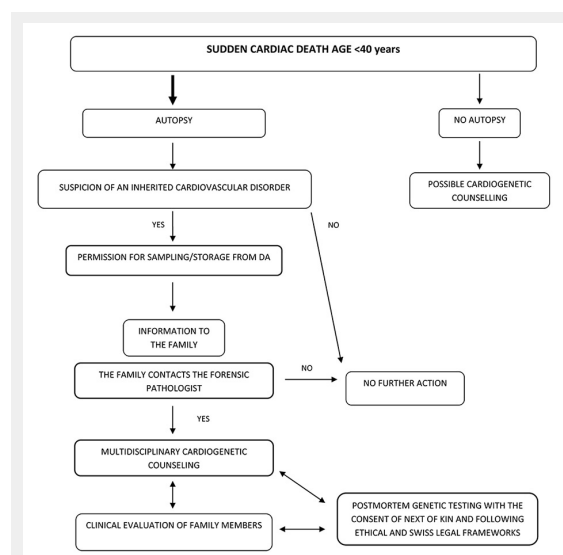 SUDDEN CARDIAC DEATH AGE <40 years
AUTOPSY
NO AUTOPSY
SUSPICION OF AN INHERITED CARDIOVASCULAR DISORDER
POSSIBLE CARDIOGENETIC
COUNSELLING
YES
NO
PERMISSION FOR SAMPLING/STORAGE FROM DA
INFORMATION TO
THE FAMILY
THE FAMILY CONTACTS THE FORENSIC
PATHOLOGIST
NO
NO FURTHER ACTION
YES
MULTIDISCIPLINARY CARDIOGENETIC
COUNSELING
POSTMORTEM GENETIC TESTING WITH THE
CONSENT OF NEXT OF KIN AND FOLLOWING
ETHICAL AND SWISS LEGAL FRAMEWORKS
CLINICAL EVALUATION OF FAMILY MEMBERS